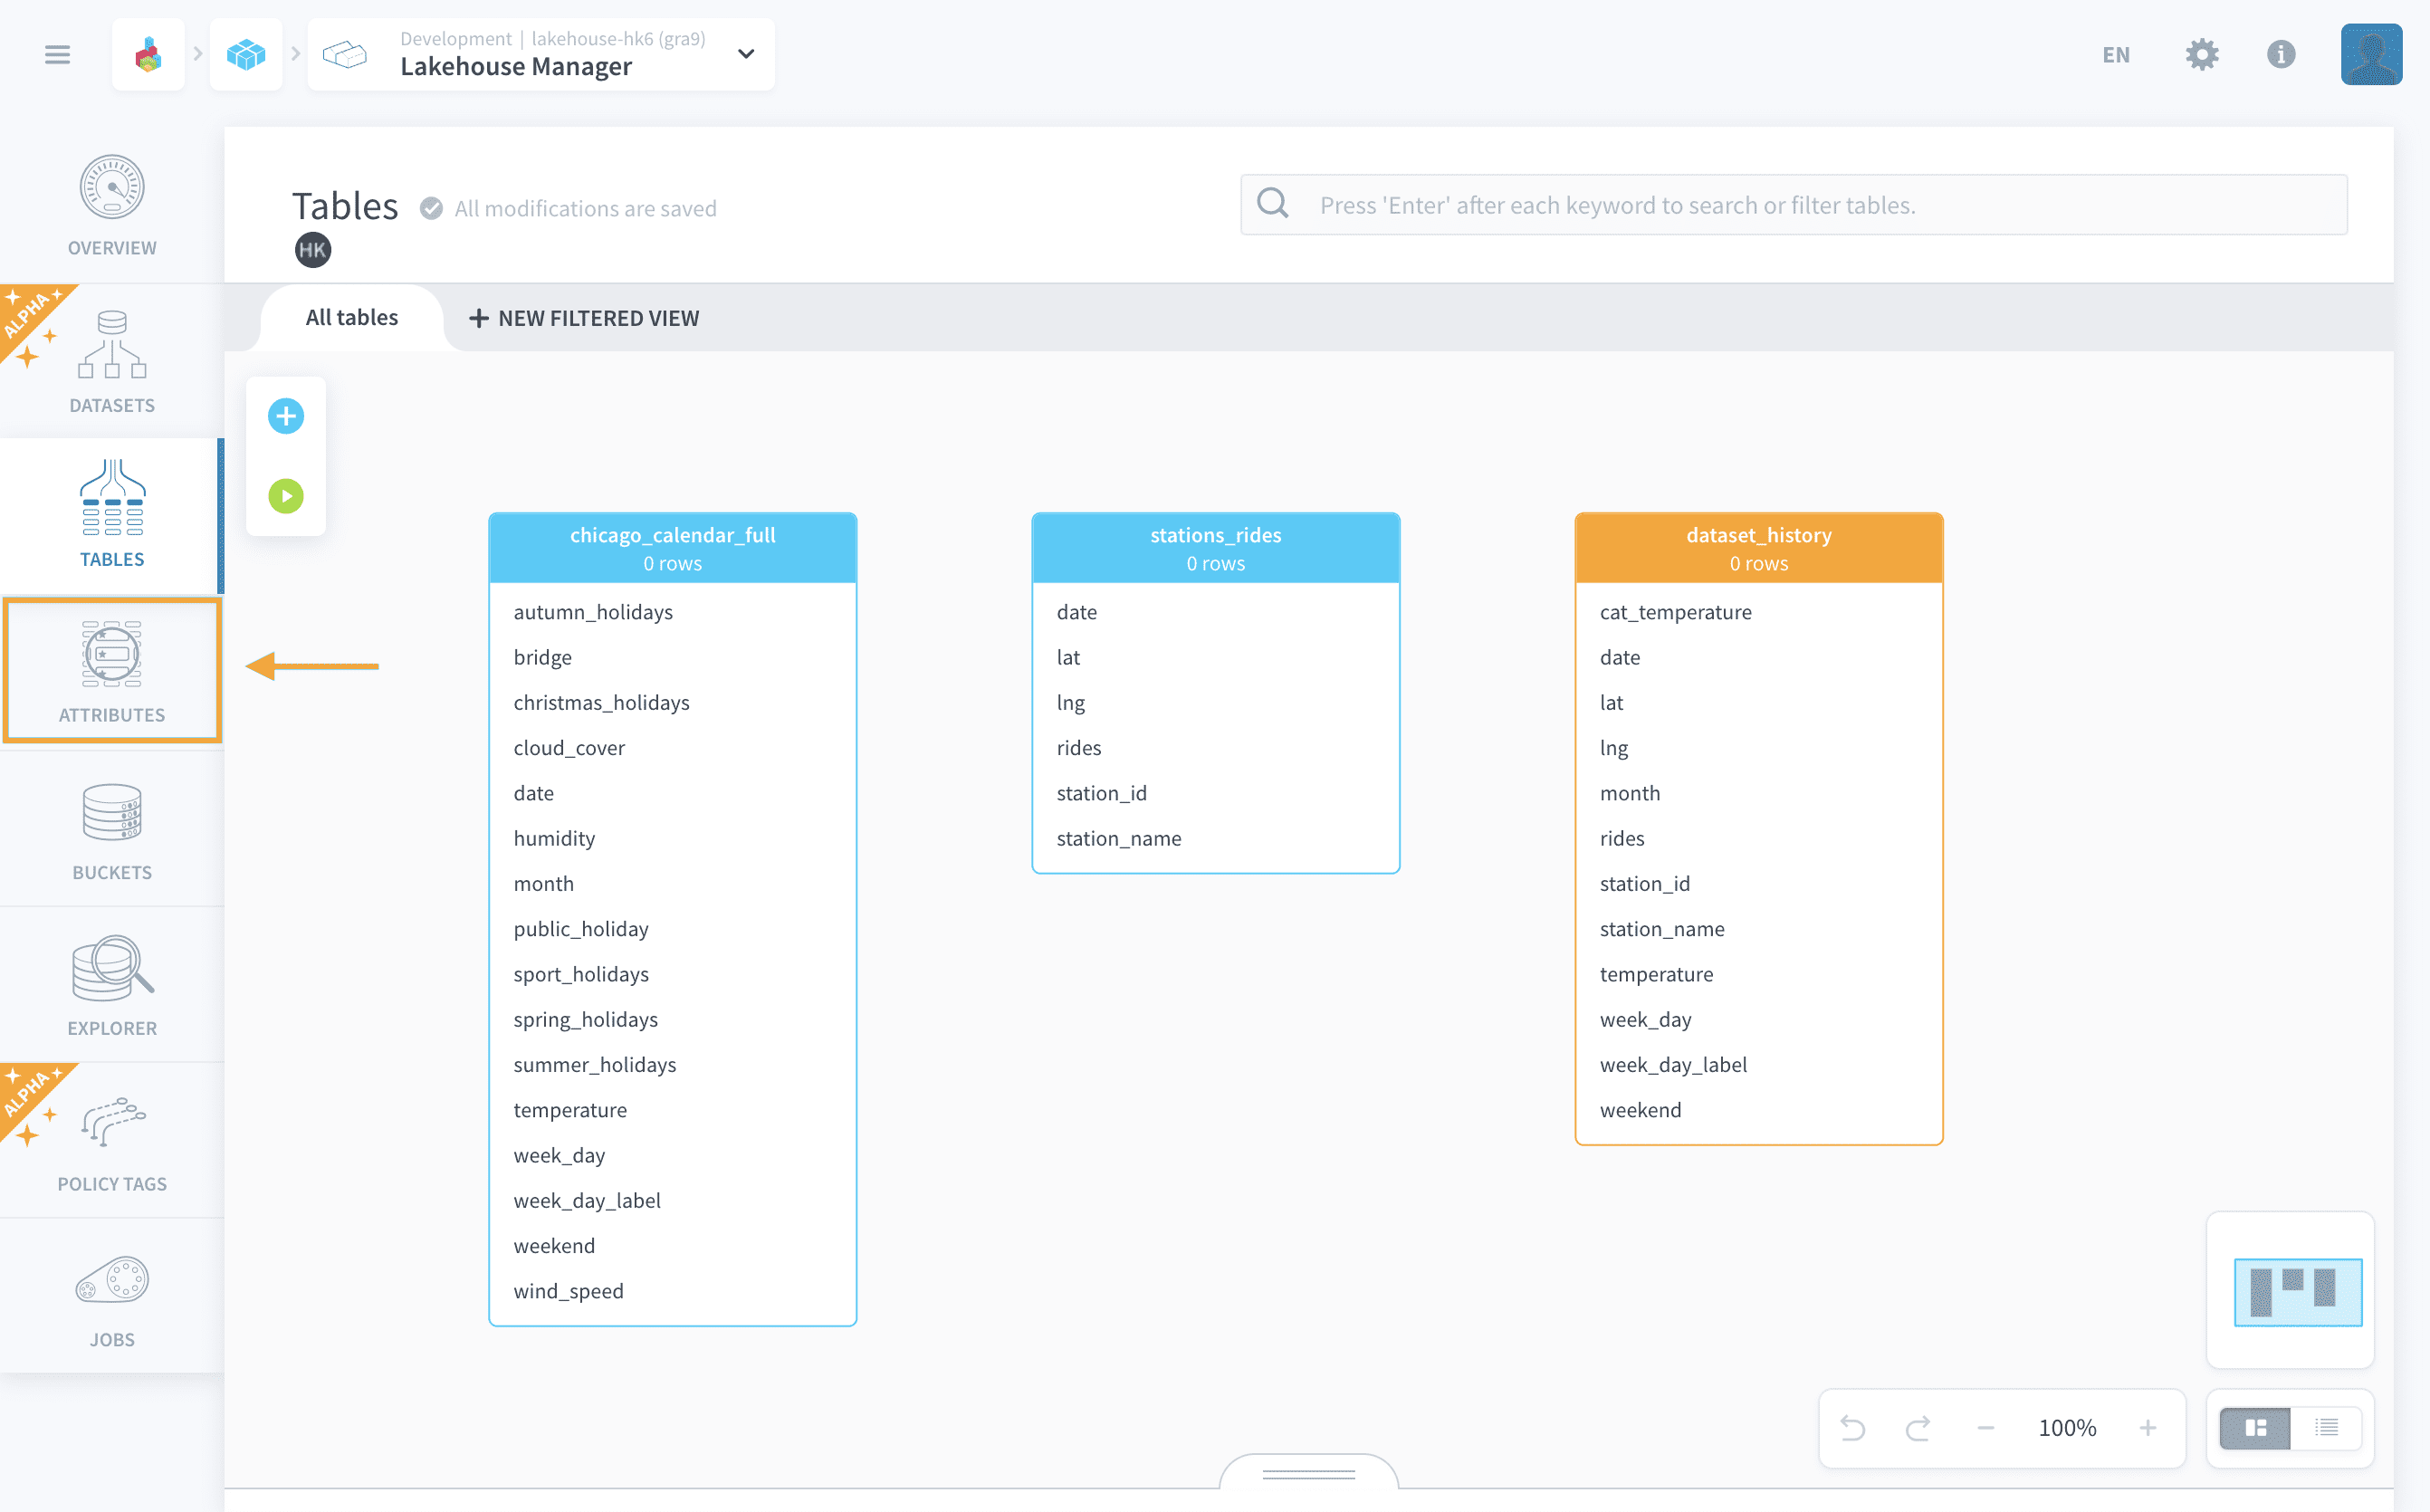 Development | lakehouse-hk6 (gra9)
Lakehouse Manager
EN
OVERVIEW
ALPHA
DATASETS
TABLES
ATTRIBUTES
BUCKETS
EXPLORER
ALPHA
POLICY TAGS
JOBS
Tables
All modifications are saved
HK
Press 'Enter' after each keyword to search or filter tables.
All tables
+ NEW FILTERED VIEW
chicago_calendar_full
0 rows
autumn_holidays
bridge
christmas_holidays
cloud_cover
date
humidity
month
public_holiday
sport_holidays
spring_holidays
summer_holidays
temperature
week_day
week_day_label
weekend
wind_speed
stations_rides
0 rows
date
lat
lng
rides
station_id
station_name
dataset_history
0 rows
cat_temperature
date
lat
lng
month
rides
station_id
station_name
temperature
week_day
week_day_label
weekend
100%